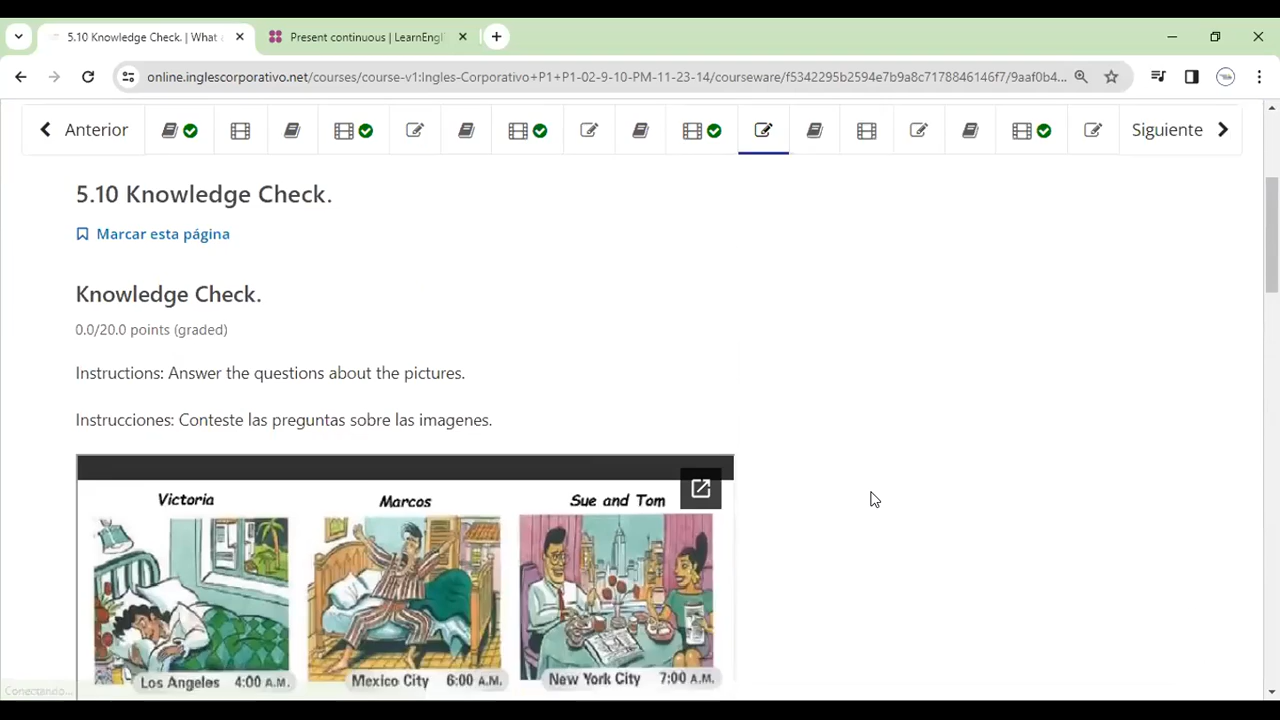 5.10 Knowledge Check. | What
Present continuous | LearnEngl
online.inglescorporativo.net/courses/course-v1:Ingles-Corporativo+P1+P1-02-9-10-PM-11-23-14/courseware/f5342295b2594e7b9a8c7178846146f7/9aaf0b4...
Anterior
Siguiente
5.10 Knowledge Check.
Marcar esta página
Knowledge Check.
0.0/20.0 points (graded)
Instructions: Answer the questions about the pictures.
Instrucciones: Conteste las preguntas sobre las imagenes.
Victoria Marcos Sue and Tom
Los Angeles 4:00 A.M. Mexico City 6:00 A.M. New York City 7:00 A.M.
Conectando...